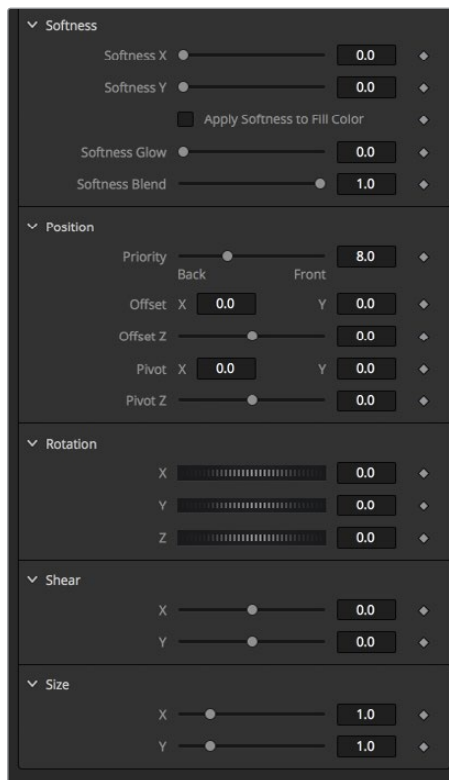 Softness
Softness X 0.0
Softness Y 0.0
Apply Softness to Fill Color
Softness Glow 0.0
Softness Blend 1.0
Position
Priority 8.0
Back Front
Offset X 0.0 Y 0.0
Offset Z 0.0
Pivot X 0.0 Y 0.0
Pivot Z 0.0
Rotation
X 0.0
Y 0.0
Z 0.0
Shear
X 0.0
Y 0.0
Size
X 1.0
Y 1.0